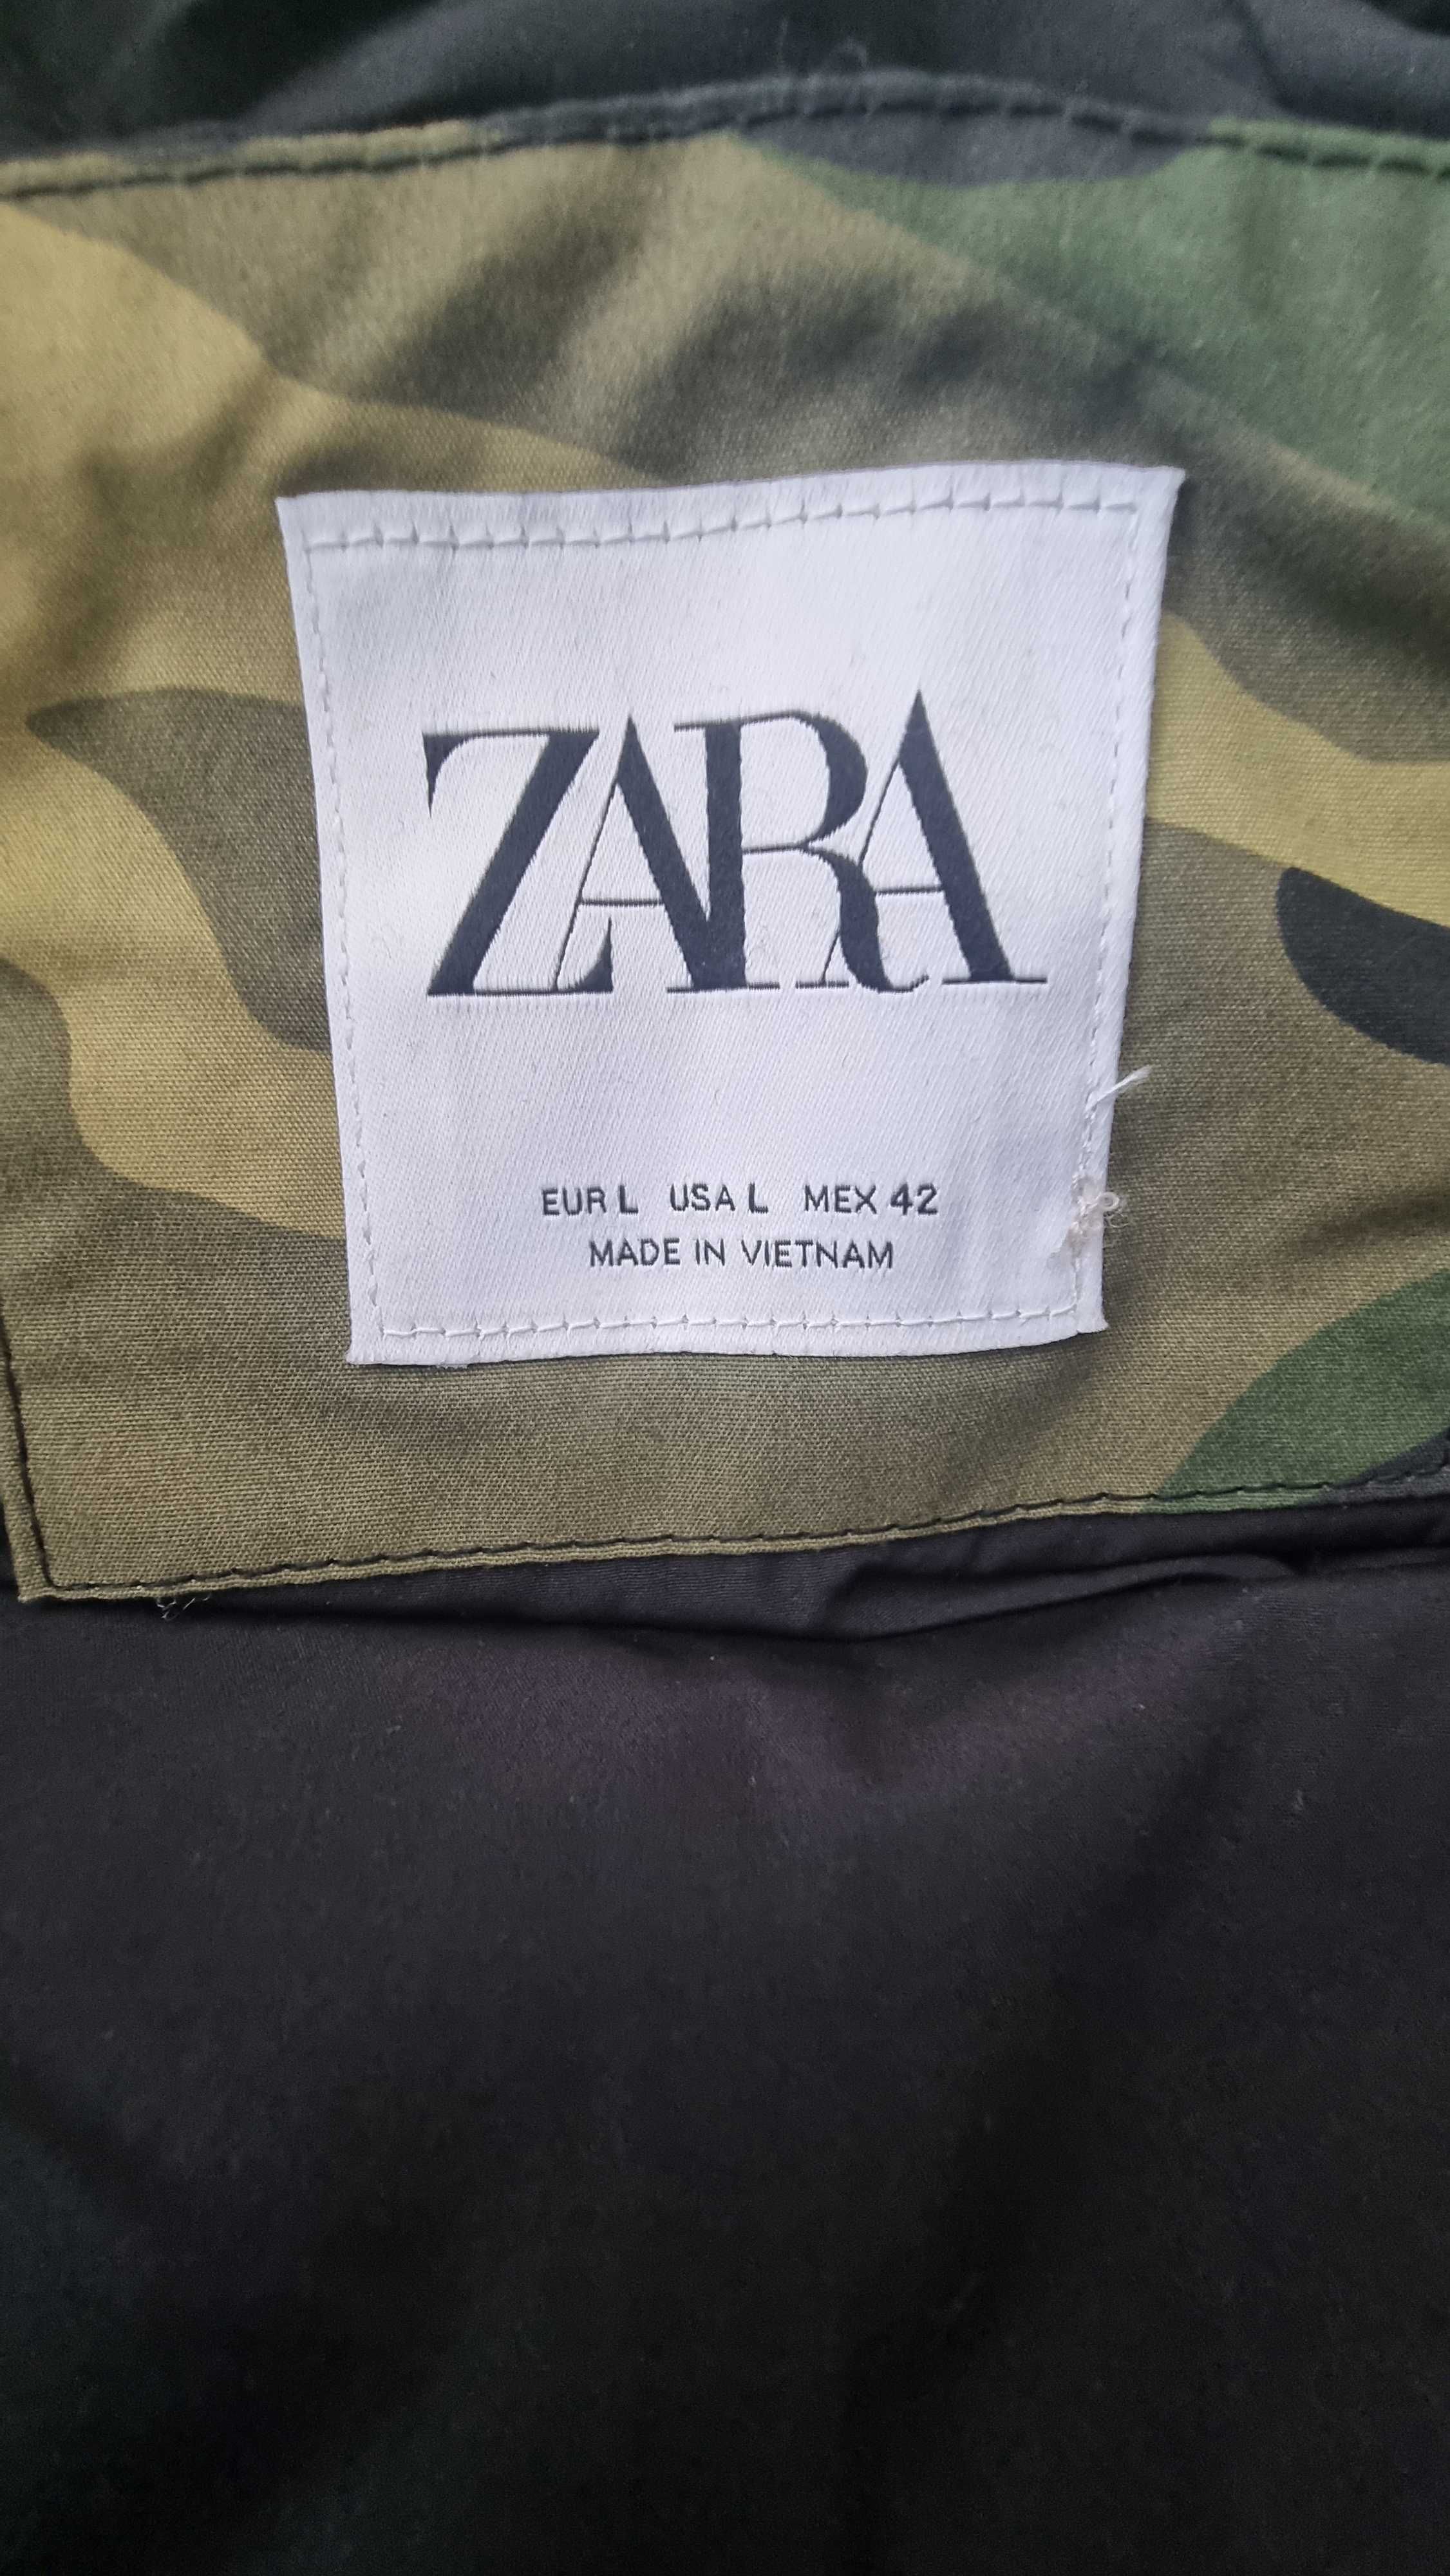 ZARA
EUR L USA L MEX 42
MADE IN VIETNAM